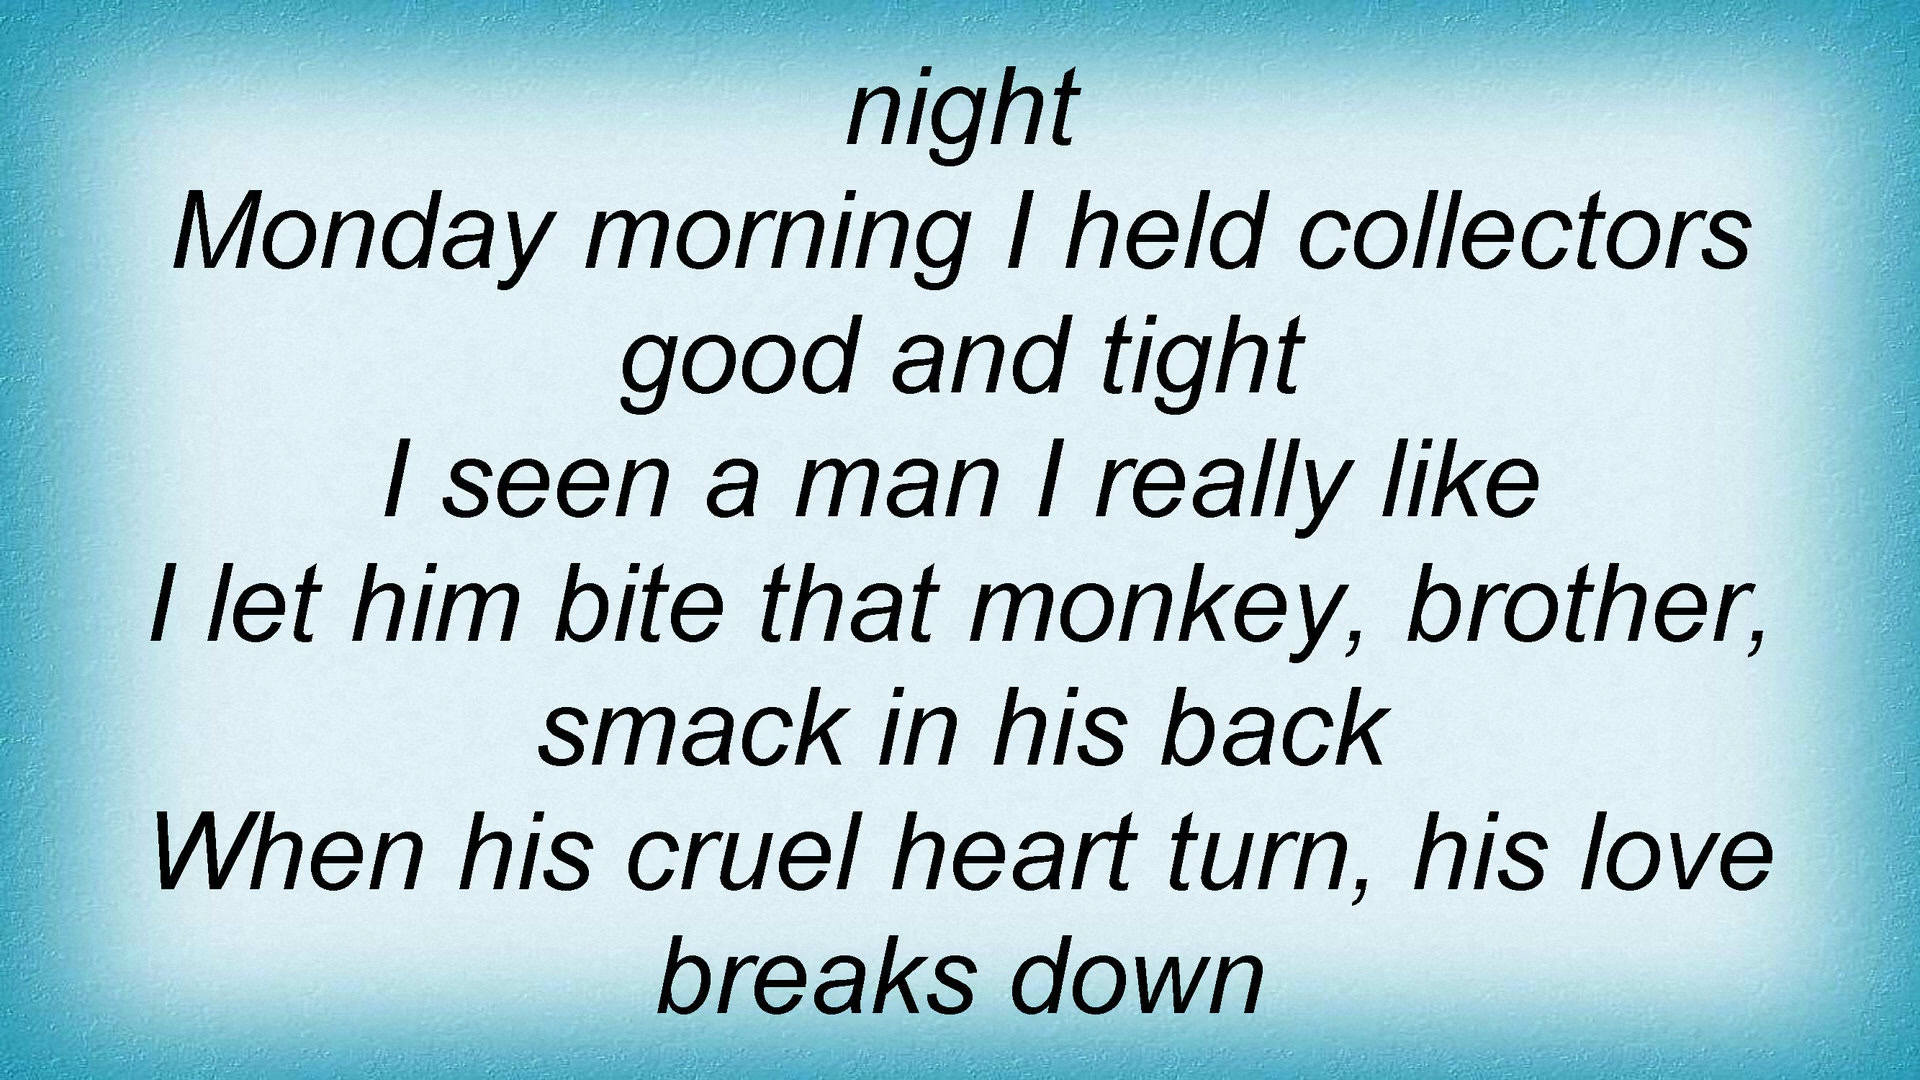 night
Monday morning I held collectors
good and tight
I seen a man I really like
I let him bite that monkey, brother,
smack in his back
When his cruel heart turn, his love
breaks down